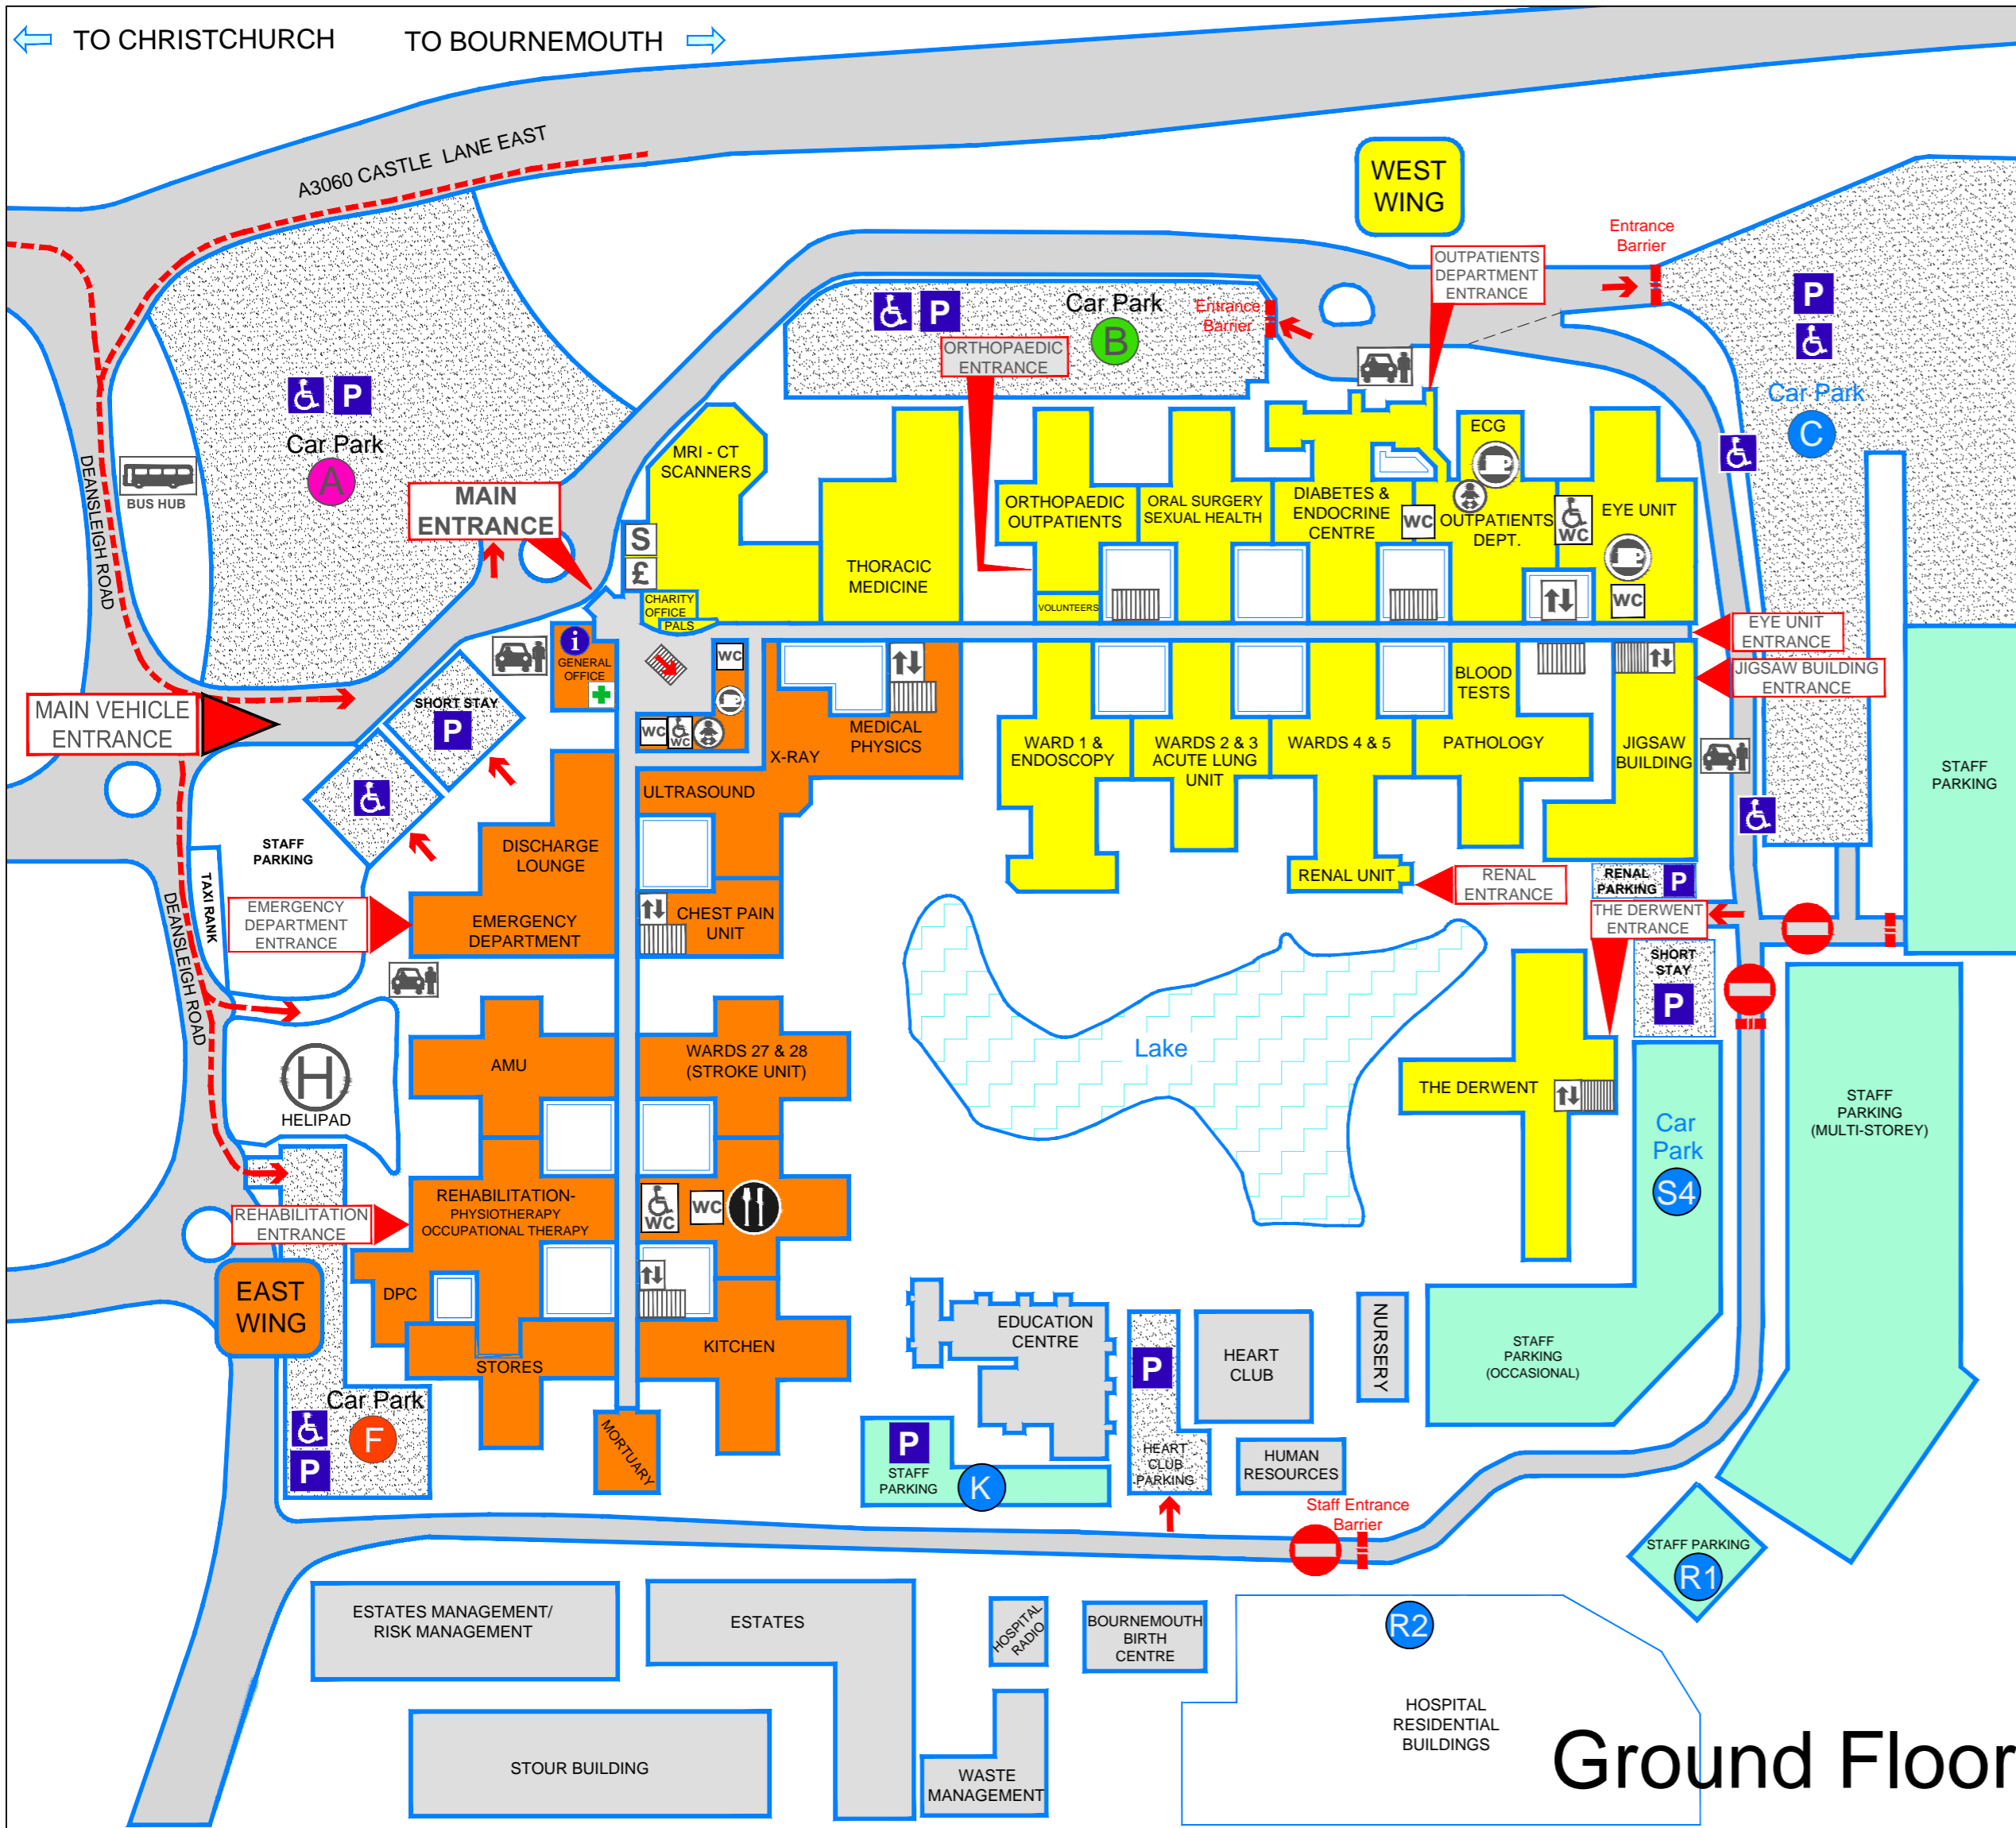 TO CHRISTCHURCH
TO BOURNEMOUTH
A3060 CASTLE LANE EAST
WEST
WING
Entrance
Barrier
OUTPATIENTS
DEPARTMENT
ENTRANCE
P
P
Car Park
B
Entrance
Barrier
ORTHOPAEDIC
ENTRANCE
Car Park
C
P
Car Park
A
BUS HUB
DEANSLEIGH ROAD
MAIN
ENTRANCE
MRI - CT
SCANNERS
S
£
CHARITY
OFFICE
PALS
THORACIC
MEDICINE
ORTHOPAEDIC
OUTPATIENTS
VOLUNTEERS
ORAL SURGERY
SEXUAL HEALTH
DIABETES &
ENDOCRINE
CENTRE
ECG
WC
OUTPATIENTS
DEPT.
WC
EYE UNIT
WC
EYE UNIT
ENTRANCE
JIGSAW BUILDING
ENTRANCE
i
GENERAL
OFFICE
WC
WC
WC
SHORT STAY
P
MAIN VEHICLE
ENTRANCE
X-RAY
MEDICAL
PHYSICS
ULTRASOUND
WARD 1 &
ENDOSCOPY
WARDS 2 & 3
ACUTE LUNG
UNIT
WARDS 4 & 5
BLOOD
TESTS
PATHOLOGY
JIGSAW
BUILDING
STAFF
PARKING
STAFF
PARKING
TAXI RANK
DISCHARGE
LOUNGE
EMERGENCY
DEPARTMENT
ENTRANCE
EMERGENCY
DEPARTMENT
CHEST PAIN
UNIT
RENAL UNIT
RENAL
ENTRANCE
RENAL
PARKING
P
THE DERWENT
ENTRANCE
SHORT
STAY
P
DEANSLEIGH ROAD
H
HELIPAD
AMU
WARDS 27 & 28
(STROKE UNIT)
Lake
THE DERWENT
Car
Park
S4
STAFF
PARKING
(MULTI-STOREY)
REHABILITATION
ENTRANCE
REHABILITATION-
PHYSIOTHERAPY
OCCUPATIONAL THERAPY
WC
WC
EAST
WING
DPC
STORES
KITCHEN
MORTUARY
Car Park
F
P
EDUCATION
CENTRE
P
HEART
CLUB
PARKING
HEART
CLUB
NURSERY
STAFF
PARKING
(OCCASIONAL)
P
STAFF
PARKING
K
HUMAN
RESOURCES
Staff Entrance
Barrier
STAFF PARKING
R1
ESTATES MANAGEMENT/
RISK MANAGEMENT
ESTATES
HOSPITAL
RADIO
BOURNEMOUTH
BIRTH
CENTRE
R2
HOSPITAL
RESIDENTIAL
BUILDINGS
STOUR BUILDING
WASTE
MANAGEMENT
Ground Floor